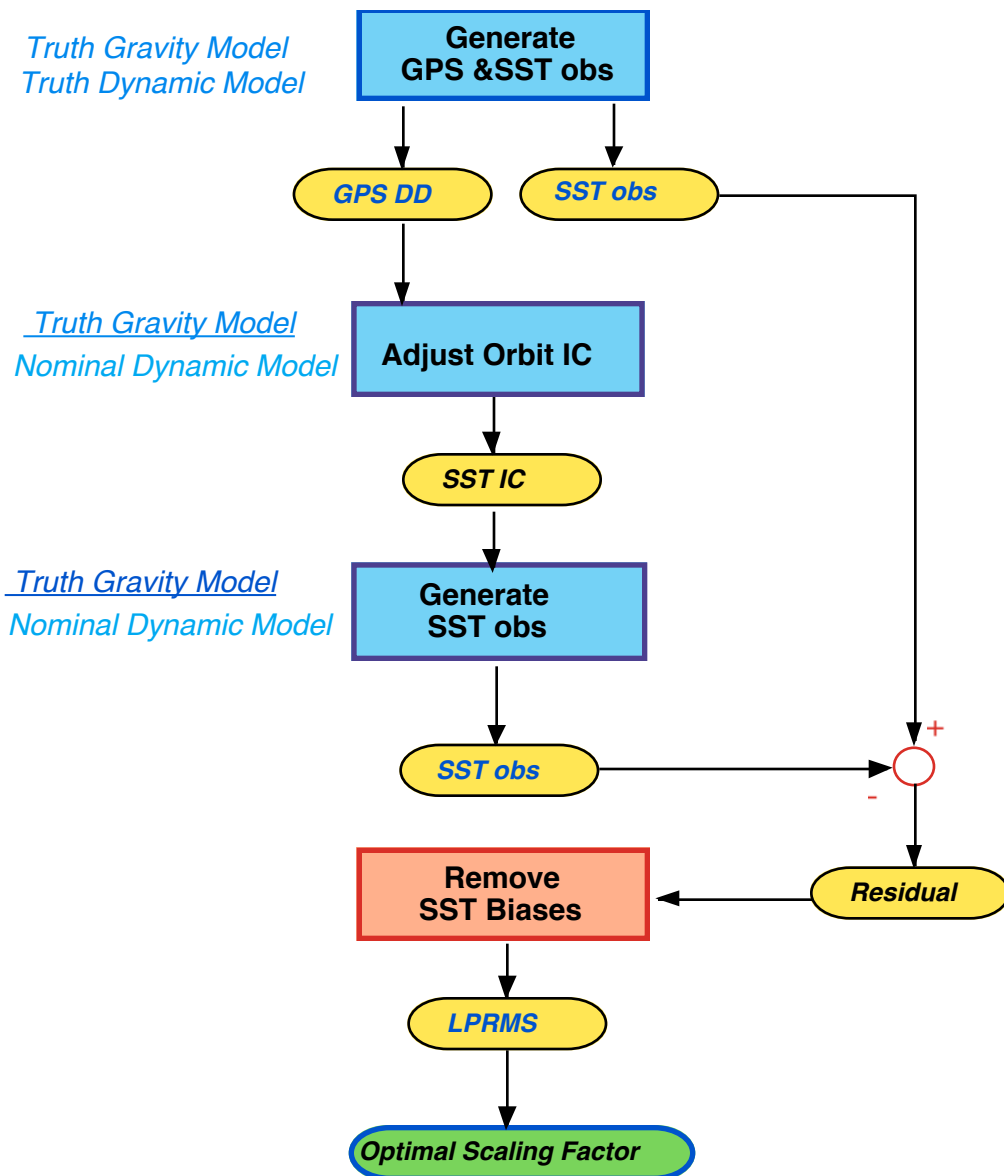 Truth Gravity Model
Truth Dynamic Model
Generate
GPS &SST obs
GPS DD
SST obs
Truth Gravity Model
Nominal Dynamic Model
Adjust Orbit IC
SST IC
Truth Gravity Model
Nominal Dynamic Model
Generate
SST obs
SST obs
+
-
Remove
SST Biases
Residual
LPRMS
Optimal Scaling Factor